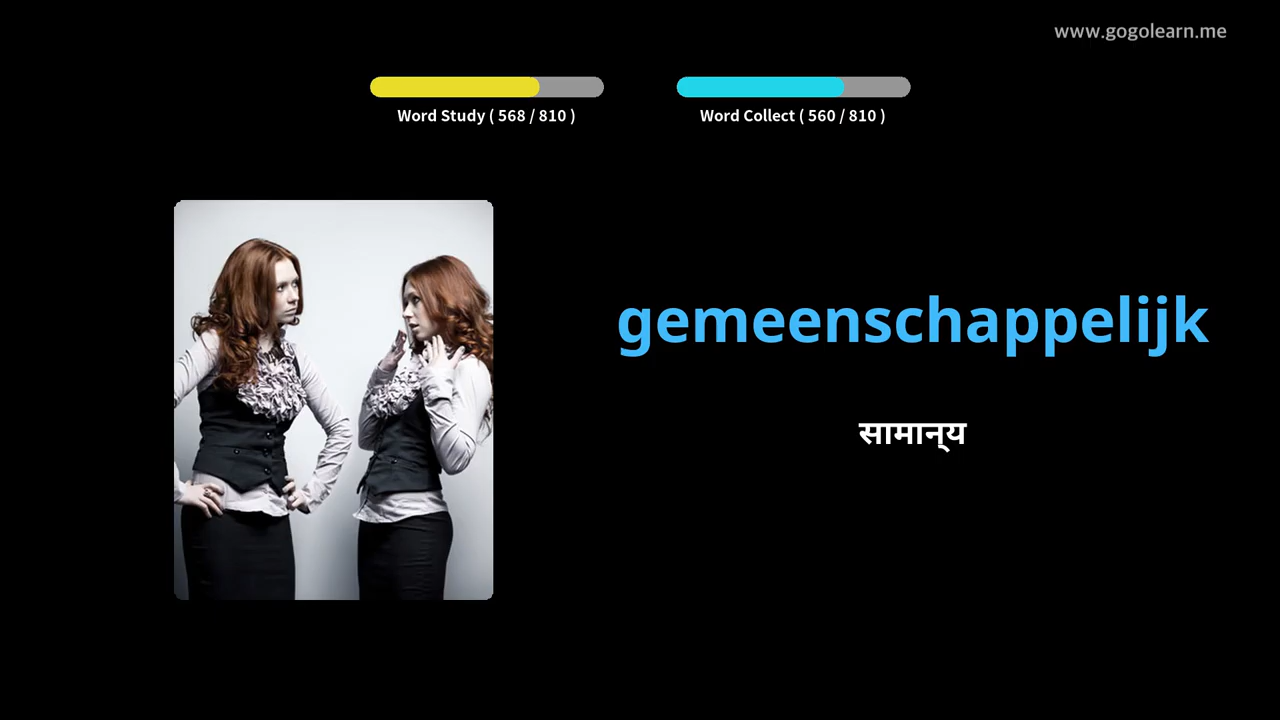 www.gogolearn.me
Word Study ( 568 / 810 )
Word Collect ( 560 / 810 )
gemeenschappelijk
सामान्य